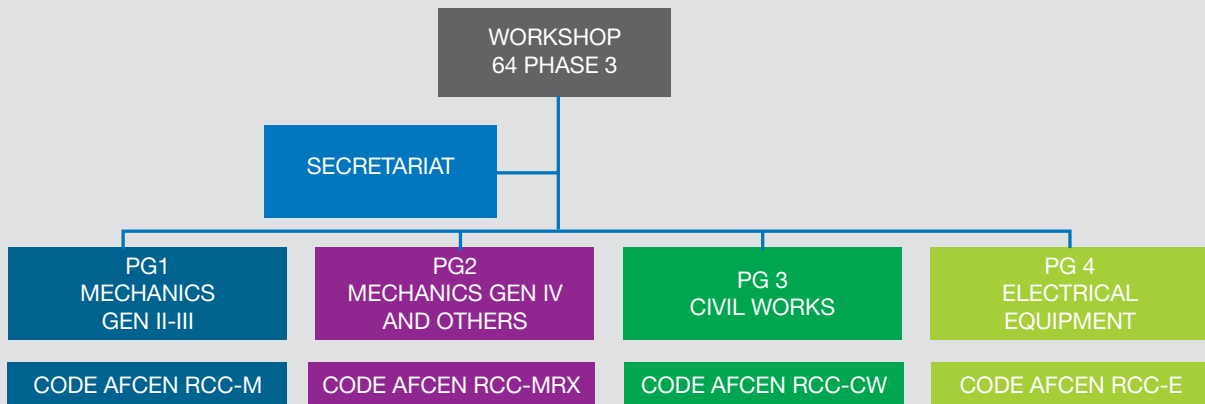 WORKSHOP
64 PHASE 3
SECRETARIAT
PG1
MECHANICS
GEN II-III
PG2
MECHANICS GEN IV
AND OTHERS
PG 3
CIVIL WORKS
PG 4
ELECTRICAL
EQUIPMENT
CODE AFCEN RCC-M
CODE AFCEN RCC-MRX
CODE AFCEN RCC-CW
CODE AFCEN RCC-E